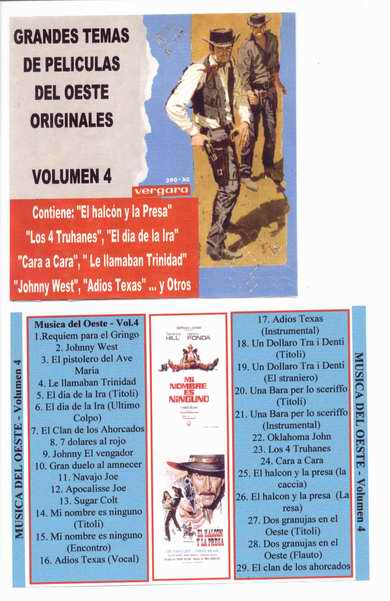 GRANDES TEMAS
DE PELICULAS
DEL OESTE
ORIGINALES
VOLUMEN 4
290-XC
vergara
Contiene: "El halcón y la Presa"
"Los 4 Truhanes", "El dia de la Ira"
"Cara a Cara", " Le llamaban Trinidad"
"Johnny West", "Adios Texas" ... y Otros
MUSICA DEL OESTE - Volumen 4
Musica del Oeste - Vol.4
1.Requiem para el Gringo
2. Johnny West
3. El pistolero del Ave
Maria
4. Le llamaban Trinidad
5. El dia de la Ira (Titoli)
6. El dia de la Ira (Ultimo
Colpo)
7. El Clan de los Ahorcados
8. 7 dolares al rojo
9. Johnny El vengador
10. Gran duelo al amnecer
11. Navajo Joe
12. Apocalisse Joe
13. Sugar Colt
14. Mi nombre es ninguno
(Titoli)
15. Mi nombre es ninguno
(Encontro)
16. Adios Texas (Vocal)
HILL
FONDA
MI
NOMBRE ES
NINGUNO
EL HALCON
Y LA PRESA
17. Adios Texas
(Instrumental)
18. Un Dollaro Tra i Denti
(Titoli)
19. Un Dollaro Tra i Denti
(El straniero)
20. Una Bara per lo sceriffo
(Titoli)
21. Una Bara per lo sceriffo
(Instrumental)
22. Oklahoma John
23. Los 4 Truhanes
24. Cara a Cara
25. El halcon y la presa (la
caccia)
26. El halcon y la presa (La
resa)
27. Dos granujas en el
Oeste (Titoli)
28. Dos granujas en el
Oeste (Flauto)
29. El clan de los ahorcados
MUSICA DEL OESTE - Volumen 4